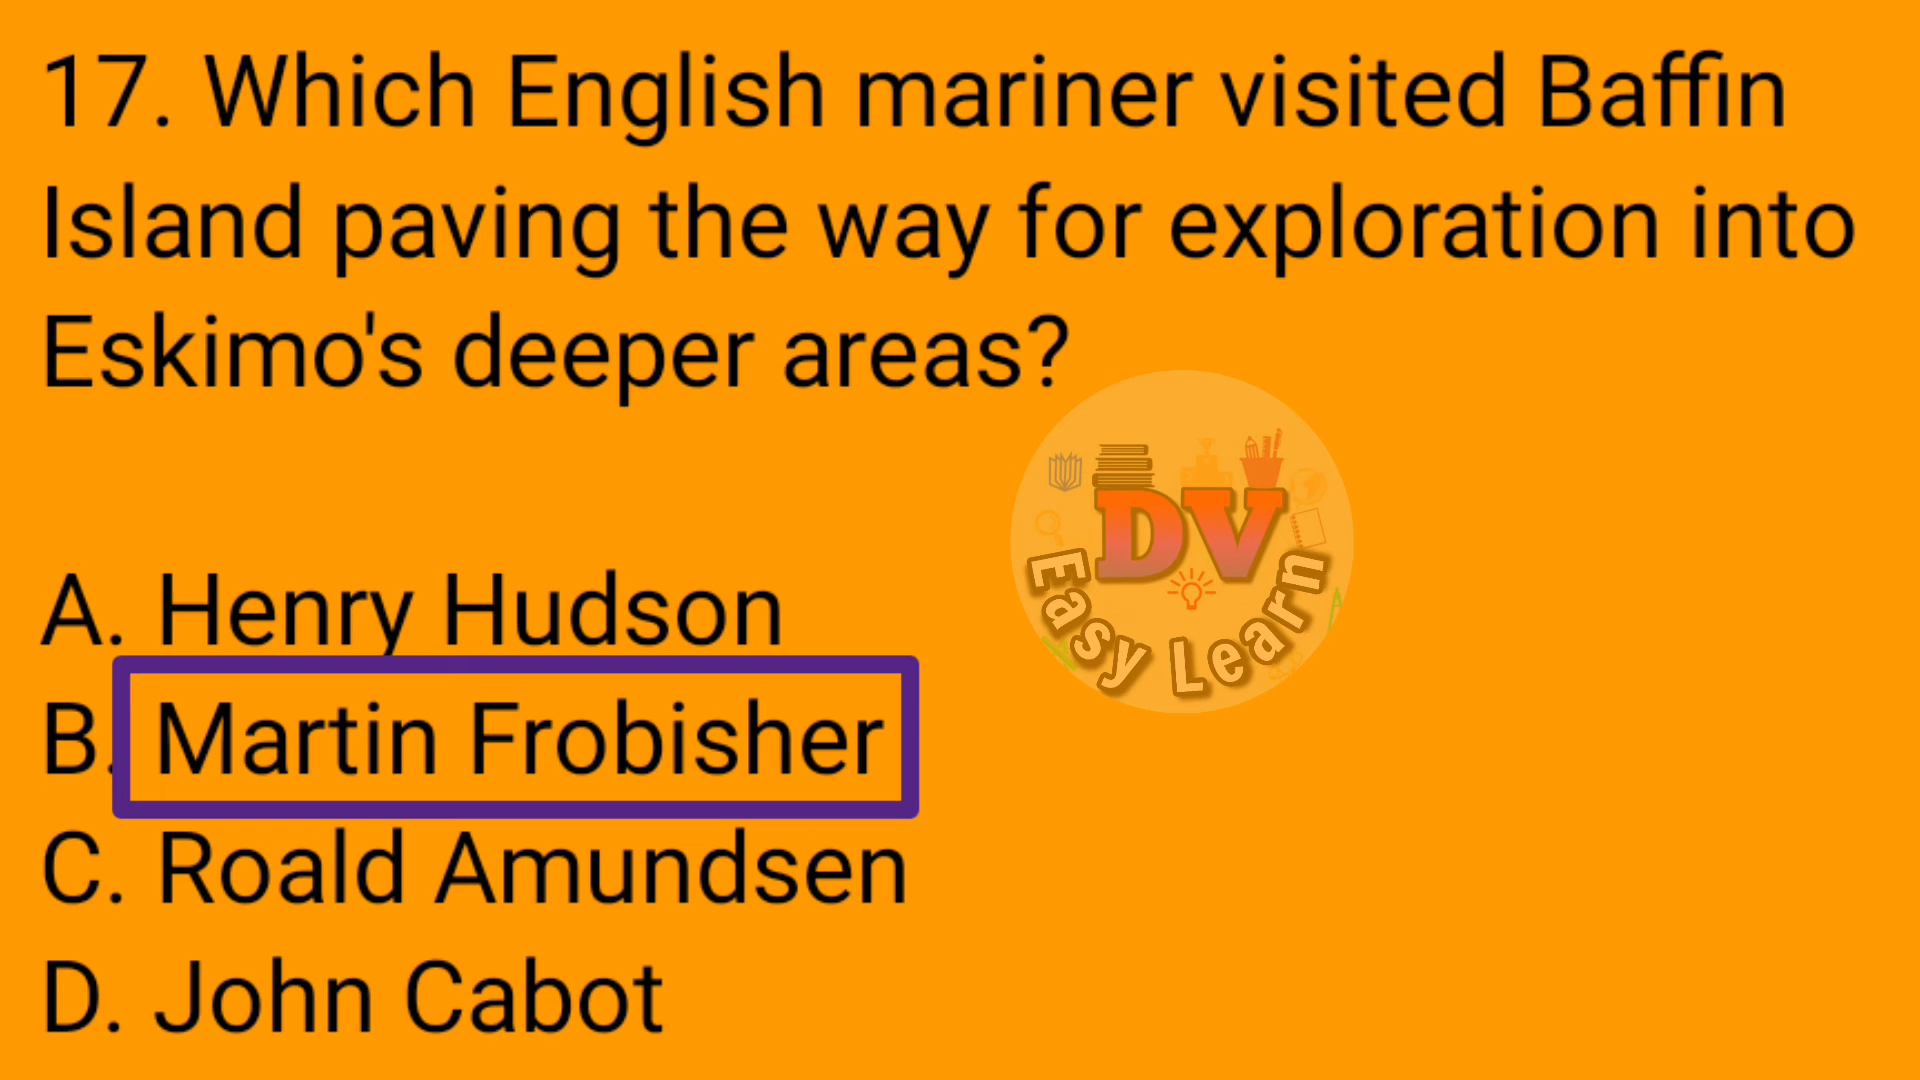 17. Which English mariner visited Baffin
Island paving the way for exploration into
Eskimo's deeper areas?
DV
Easy Learn
A. Henry Hudson
B. Martin Frobisher
C. Roald Amundsen
D. John Cabot